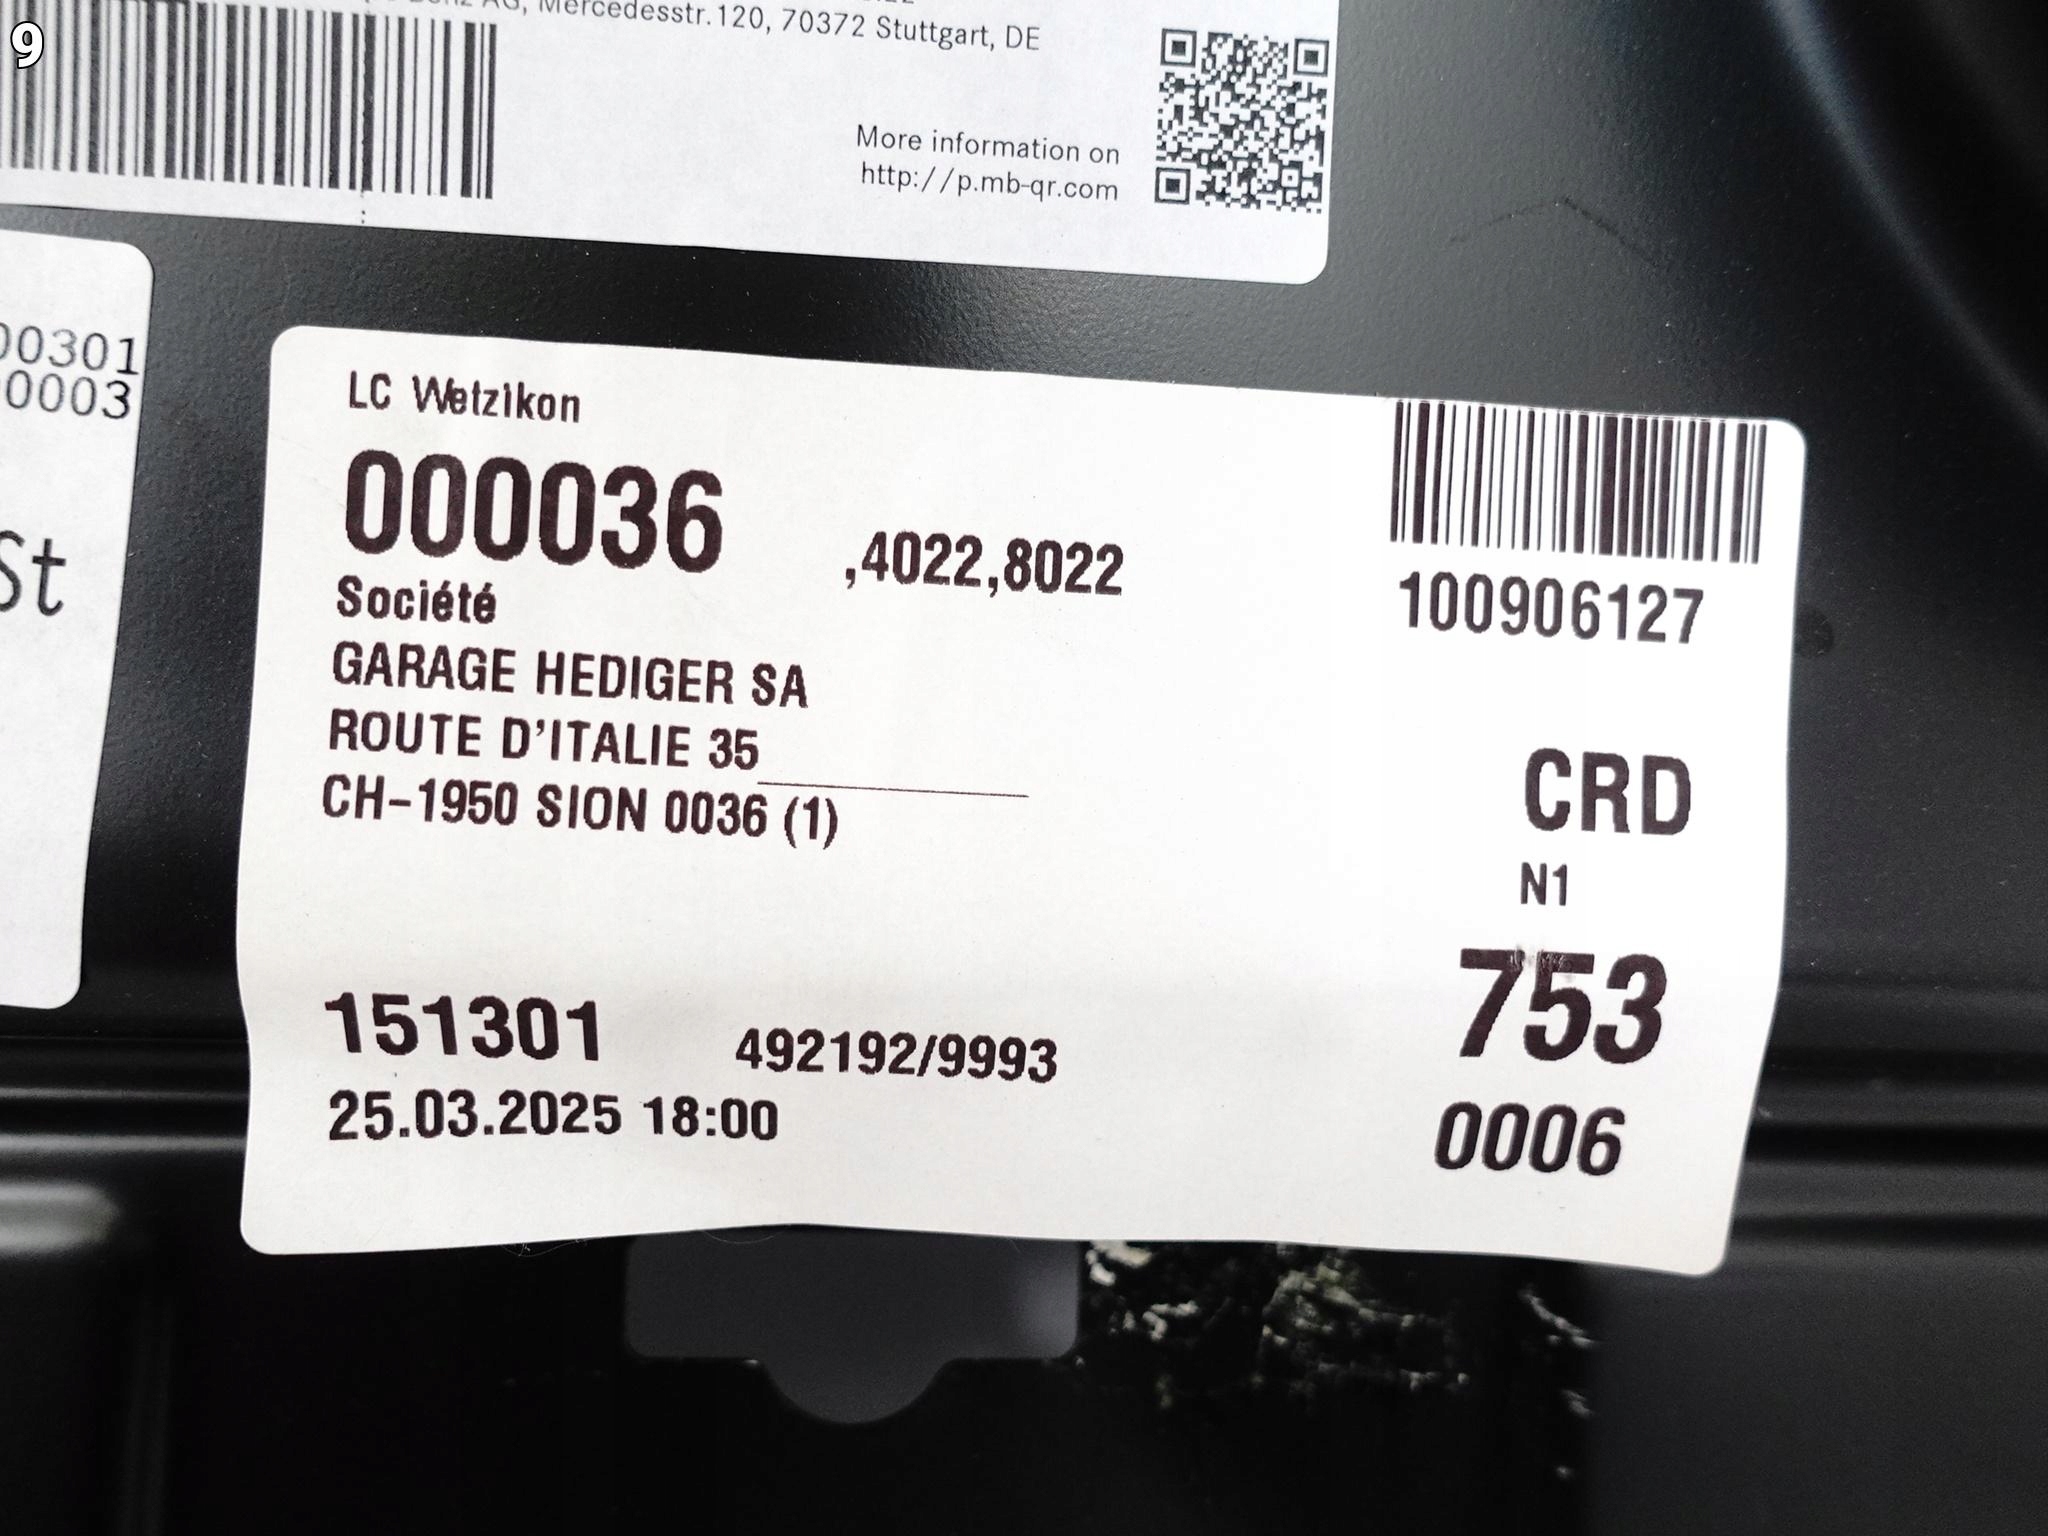 9
AG, Mercedesstr.120, 70372 Stuttgart, DE
More information on
http://p.mb-qr.com
00301
0003
St
LC Wetzikon
000036 ,4022,8022
100906127
Société
GARAGE HEDIGER SA
ROUTE D'ITALIE 35
CH-1950 SION 0036 (1)
CRD
N1
753
151301 492192/9993
0006
25.03.2025 18:00